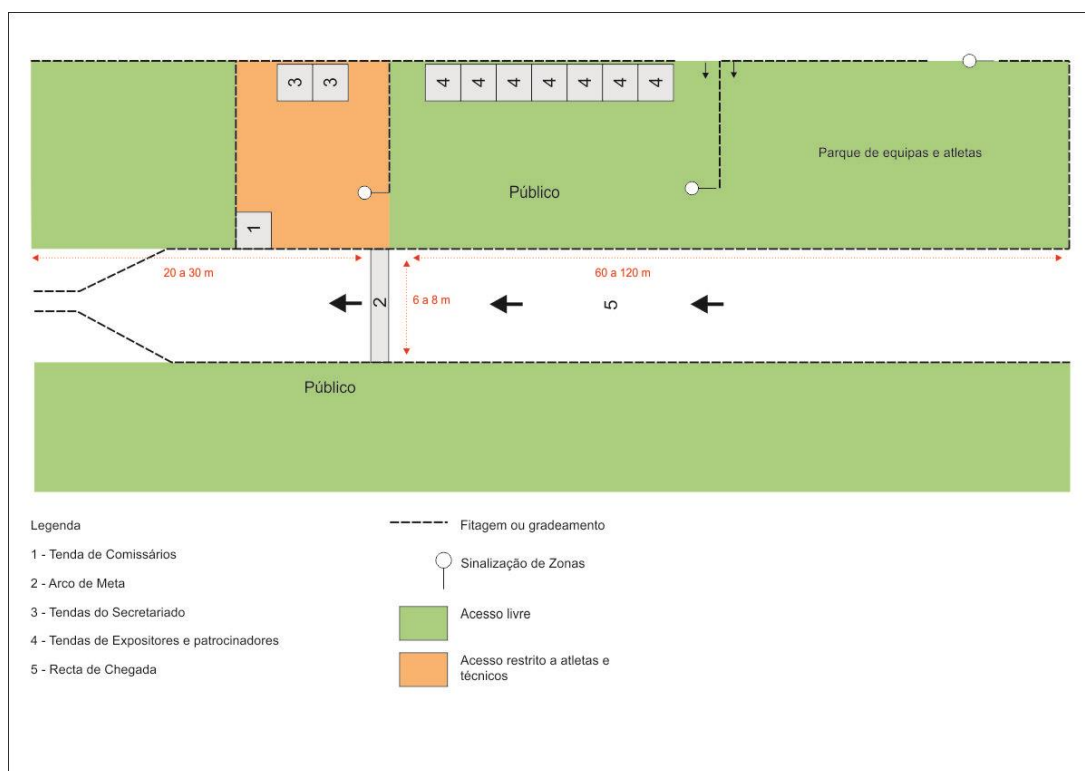 3 3
4 4 4 4 4 4 4
Parque de equipas e atletas
Público
1
20 a 30 m
60 a 120 m
2
6 a 8 m
5
Público
Legenda
1 - Tenda de Comissários
2 - Arco de Meta
3 - Tendas do Secretariado
4 - Tendas de Expositores e patrocinadores
5 - Recta de Chegada
Fitagem ou gradeamento
Sinalização de Zonas
Acesso livre
Acesso restrito a atletas e
técnicos